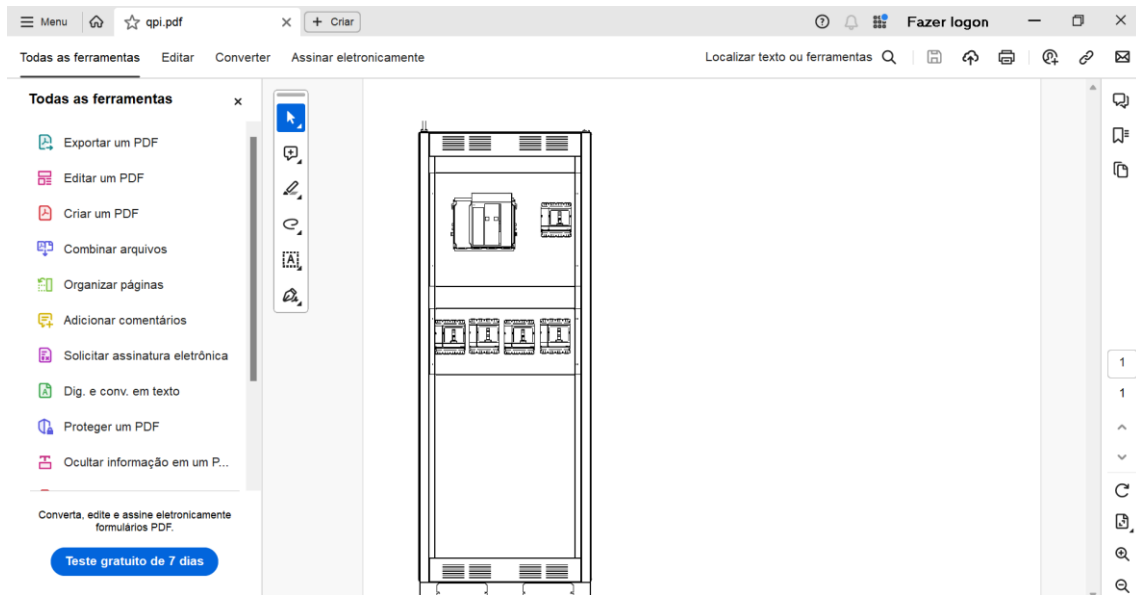 Menu
qpi.pdf
+ Criar
Fazer logon
Todas as ferramentas
Editar
Converter
Assinar eletronicamente
Localizar texto ou ferramentas
Todas as ferramentas
Exportar um PDF
Editar um PDF
Criar um PDF
Combinar arquivos
Organizar páginas
Adicionar comentários
Solicitar assinatura eletrônica
Dig. e conv. em texto
Proteger um PDF
Ocultar informação em um P...
Converta, edite e assine eletronicamente
formulários PDF.
Teste gratuito de 7 dias
1
1